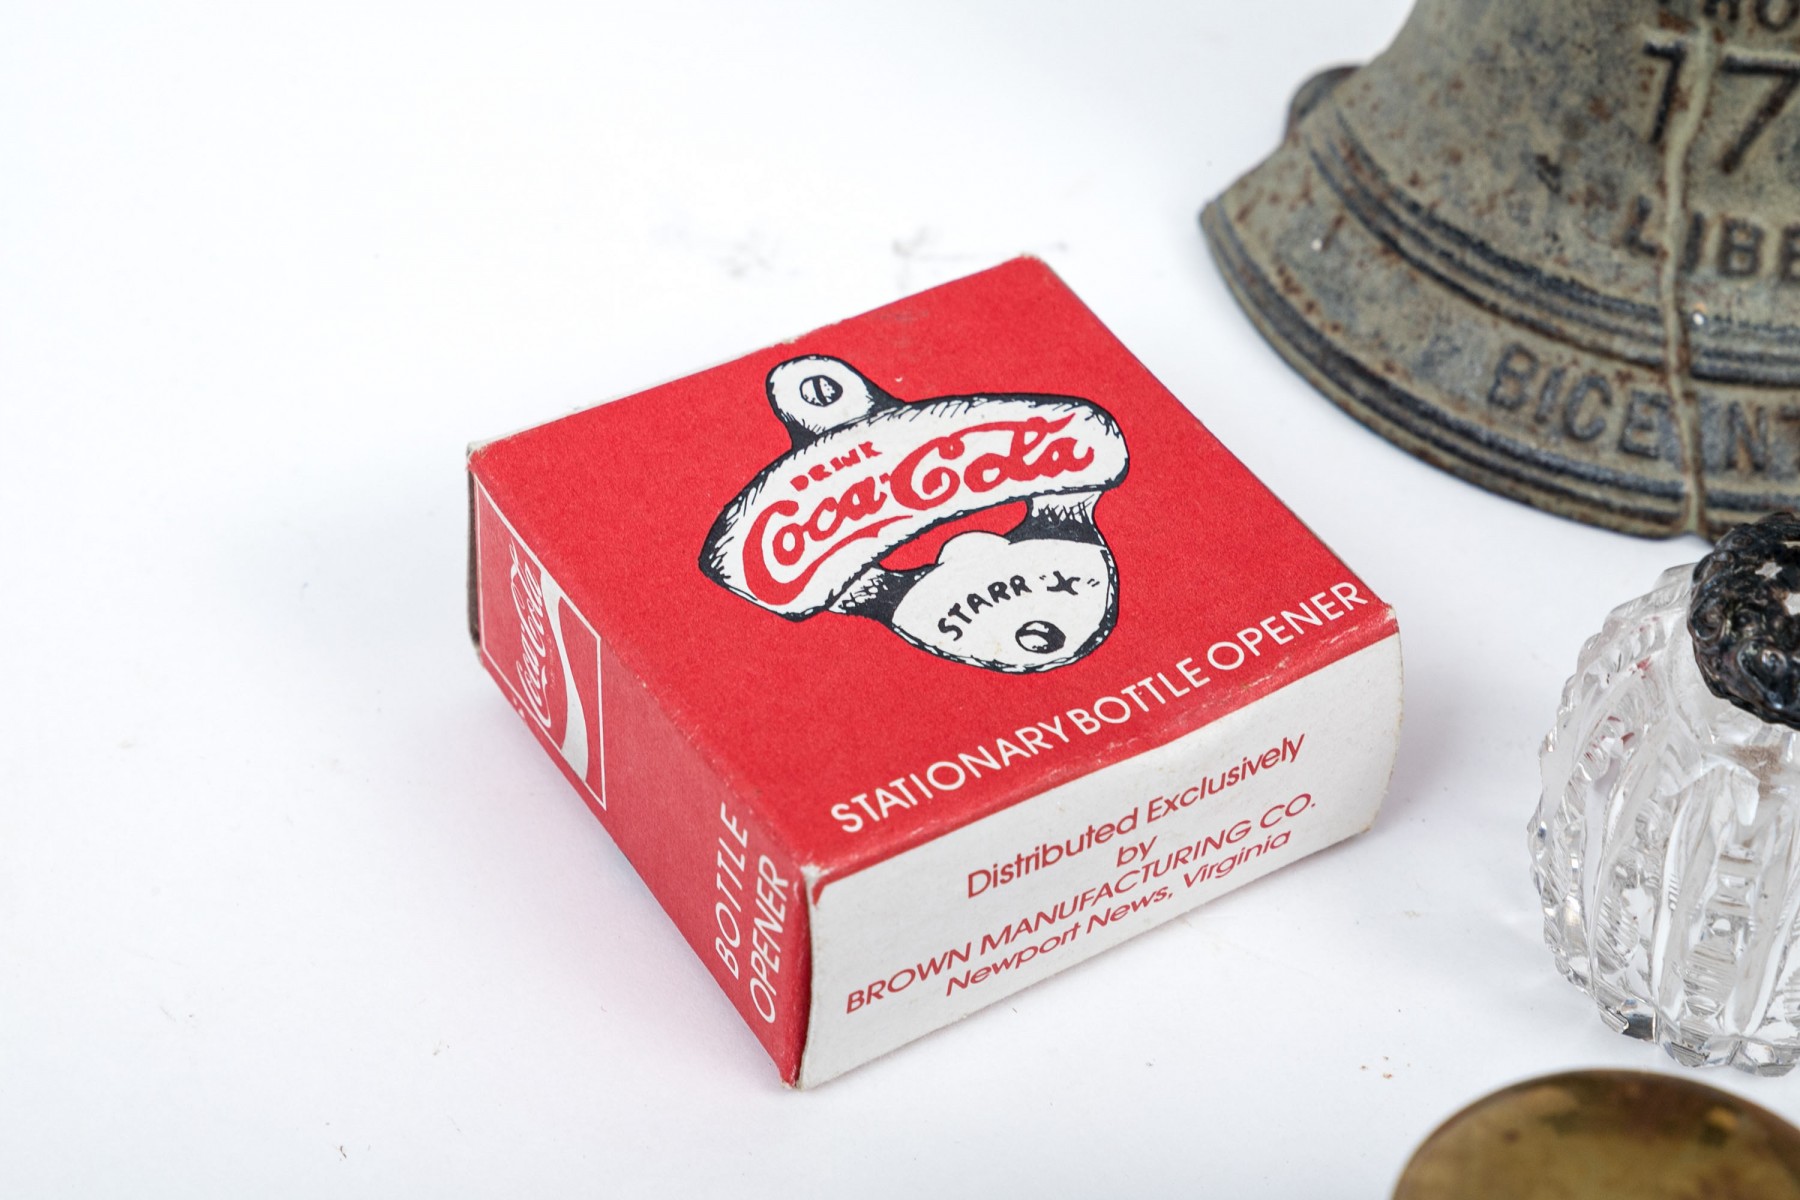 DRINK
Coca-Cola
STARR "X"
STATIONARY BOTTLE OPENER
Distributed Exclusively
by
BROWN MANUFACTURING CO.
Newport News, Virginia
Coca-Cola
BOTTLE
OPENER
17
LIBE
BICENT